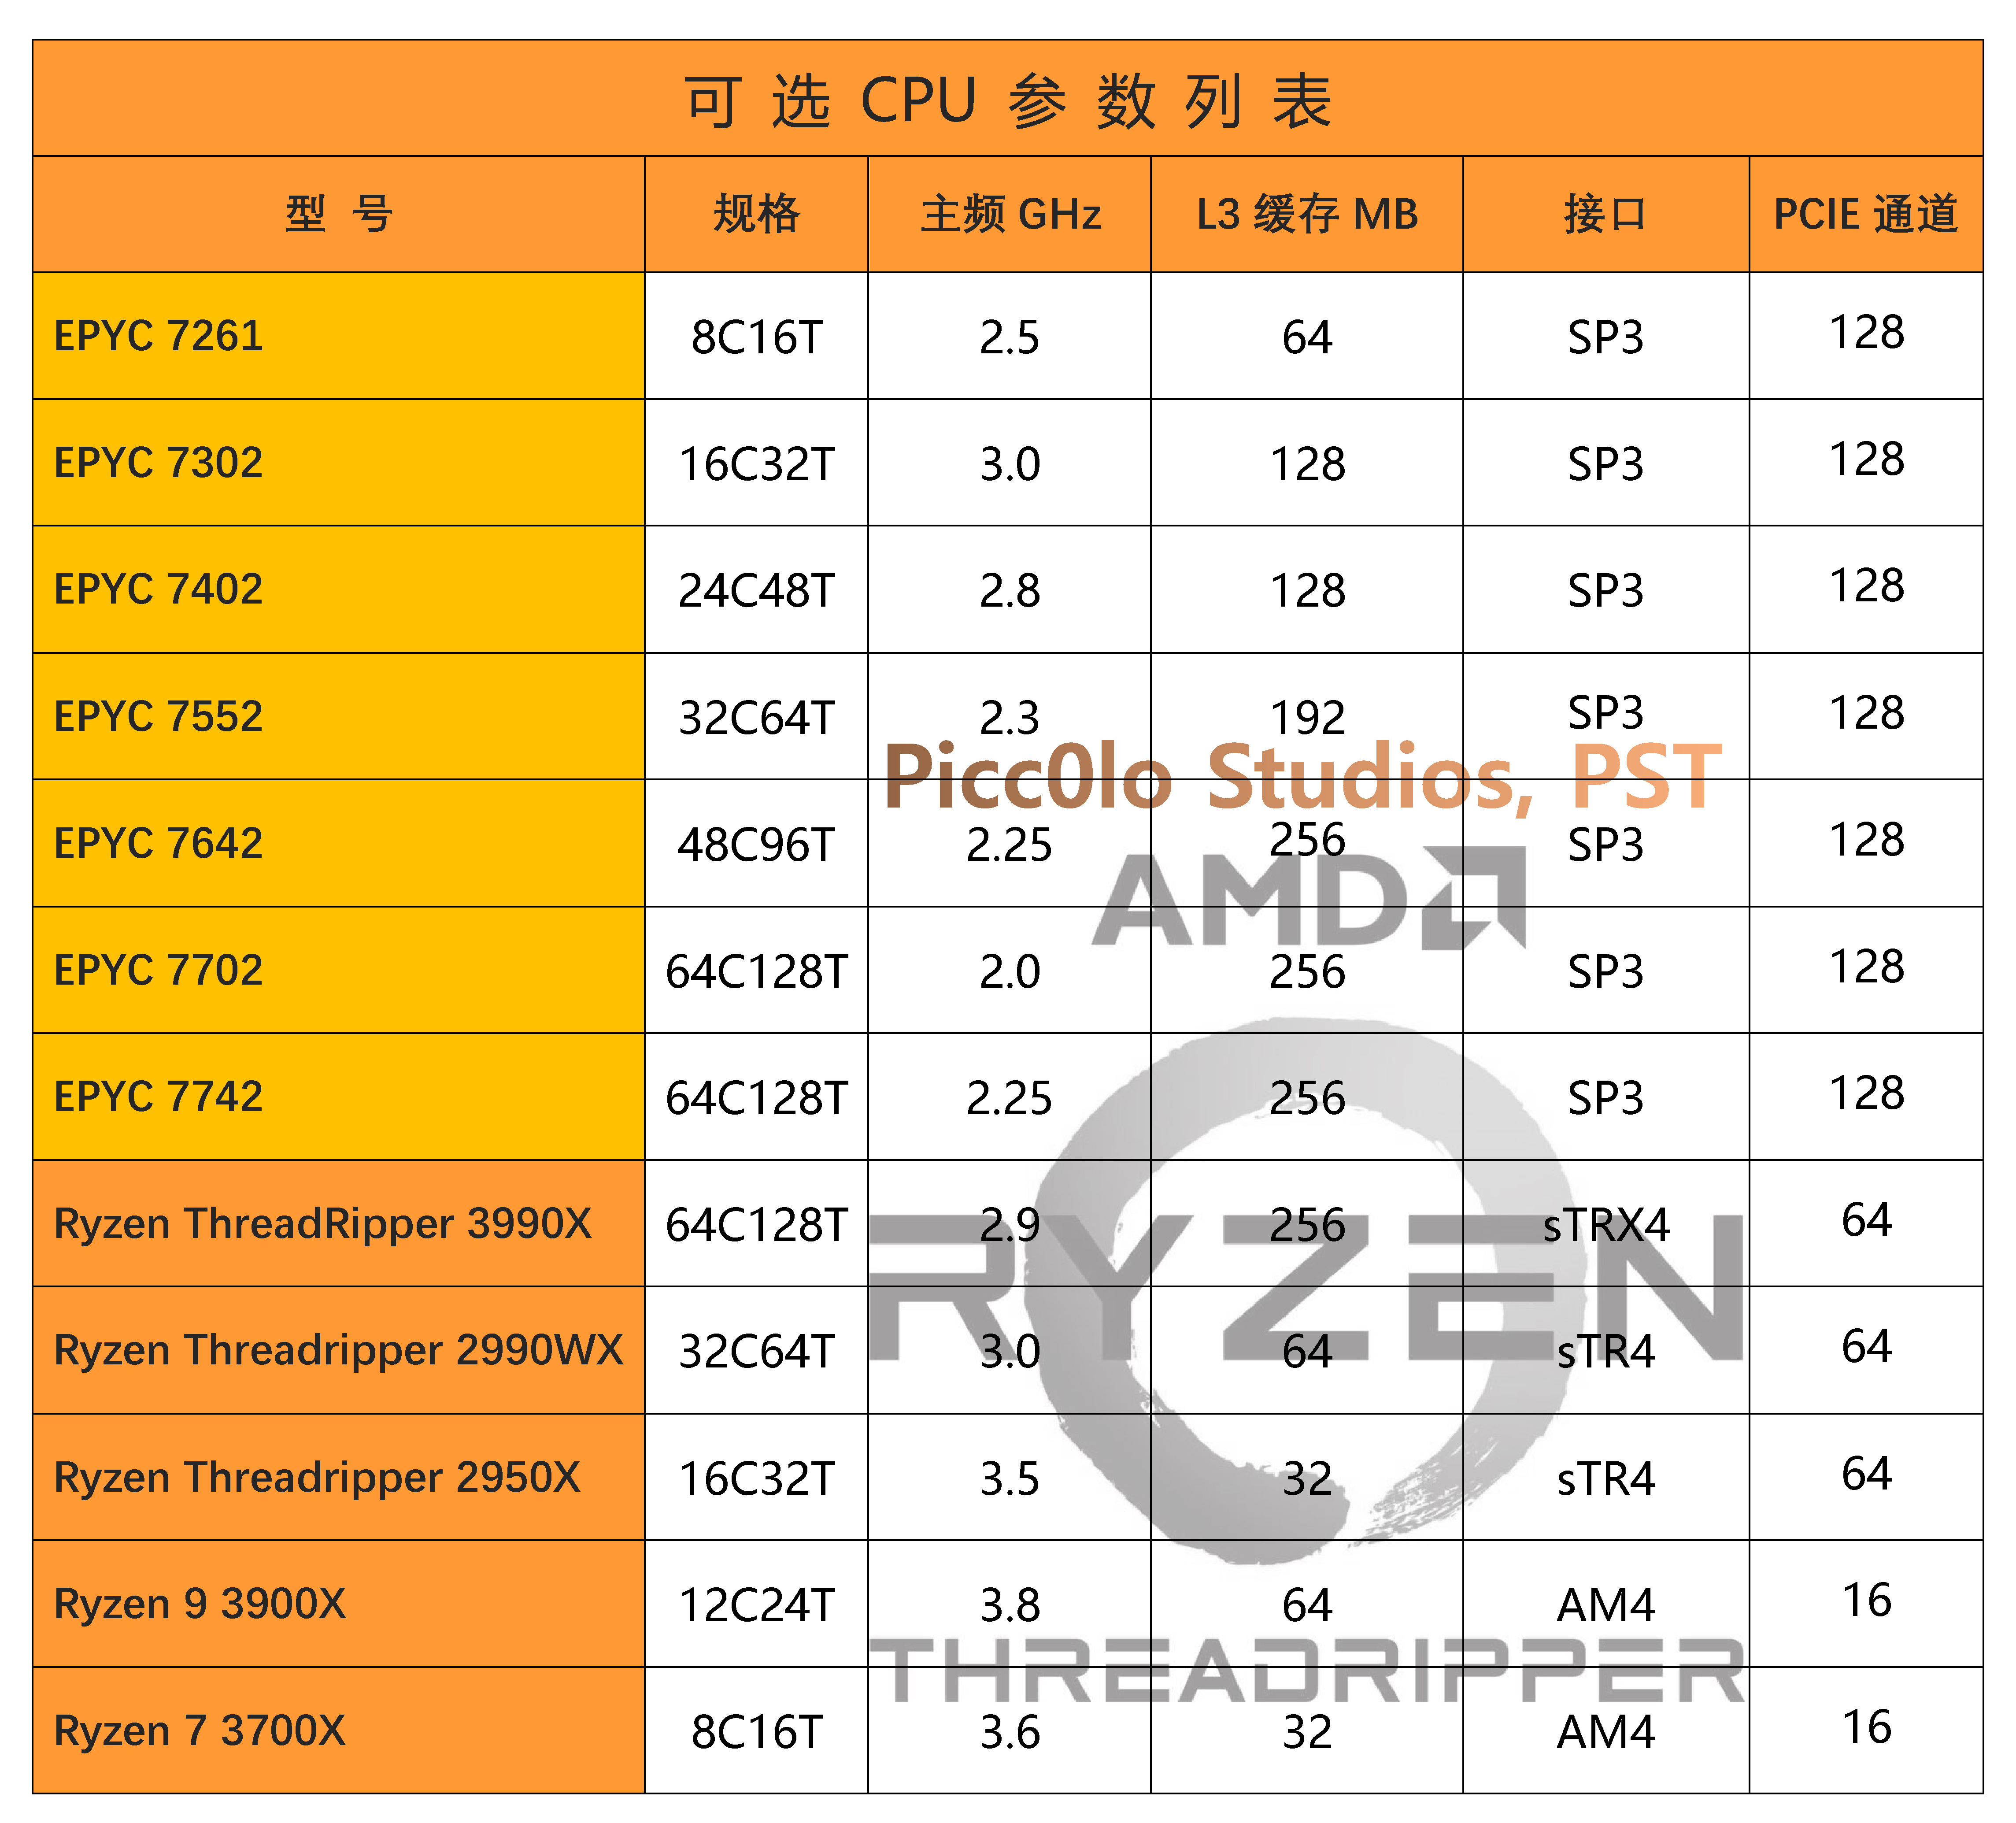 可 选 CPU 参 数 列 表
型 号 规格 主频 GHz L3 缓存 MB 接口 PCIE 通道
EPYC 7261 8C16T 2.5 64 SP3 128
EPYC 7302 16C32T 3.0 128 SP3 128
EPYC 7402 24C48T 2.8 128 SP3 128
EPYC 7552 32C64T 2.3 192 SP3 128
Picc0lo Studios, PST
EPYC 7642 48C96T 2.25 256 SP3 128
AMD
EPYC 7702 64C128T 2.0 256 SP3 128
EPYC 7742 64C128T 2.25 256 SP3 128
Ryzen ThreadRipper 3990X 64C128T 2.9 256 sTRX4 64
RYZEN
Ryzen Threadripper 2990WX 32C64T 3.0 64 sTR4 64
Ryzen Threadripper 2950X 16C32T 3.5 32 sTR4 64
Ryzen 9 3900X 12C24T 3.8 64 AM4 16
THREADRIPPER
Ryzen 7 3700X 8C16T 3.6 32 AM4 16